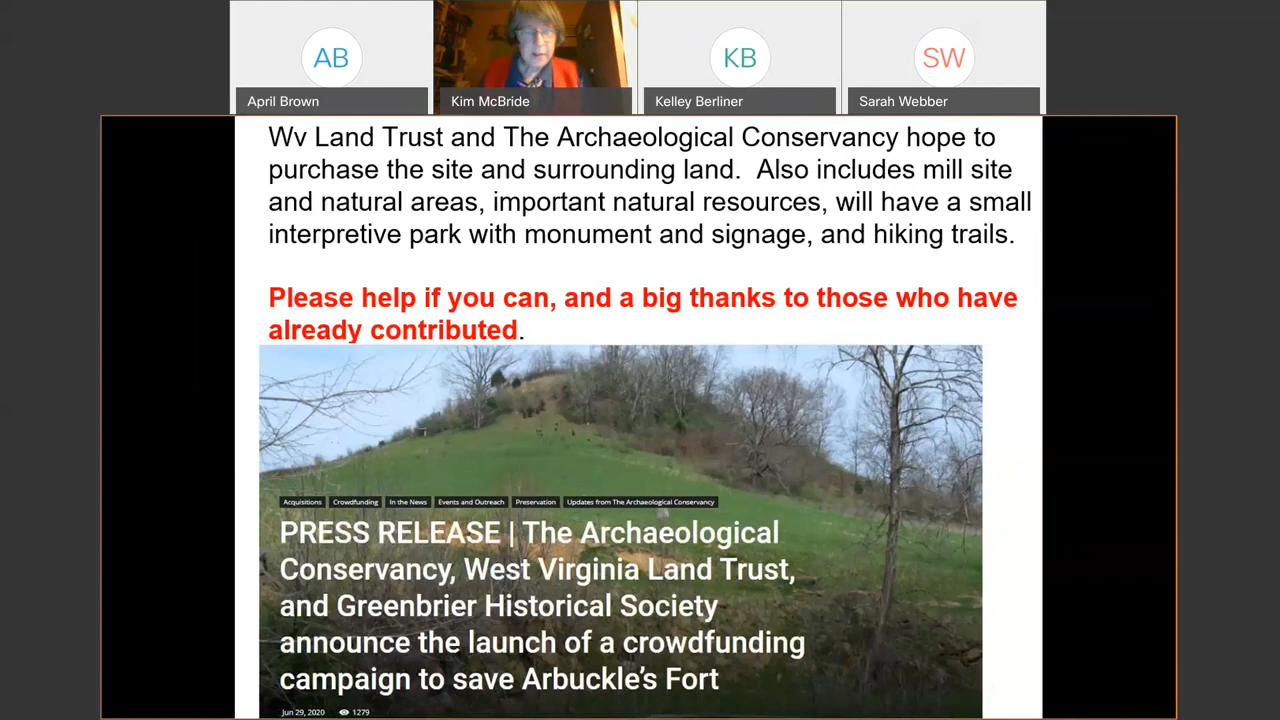 AB
April Brown
Kim McBride
KB
Kelley Berliner
SW
Sarah Webber
Wv Land Trust and The Archaeological Conservancy hope to
purchase the site and surrounding land. Also includes mill site
and natural areas, important natural resources, will have a small
interpretive park with monument and signage, and hiking trails.
Please help if you can, and a big thanks to those who have
already contributed.
Acquisitions Crowdfunding In the News Events and Outreach Preservation Updates from The Archaeological Conservancy
PRESS RELEASE | The Archaeological
Conservancy, West Virginia Land Trust,
and Greenbrier Historical Society
announce the launch of a crowdfunding
campaign to save Arbuckle's Fort
Jun 29, 2020 1279